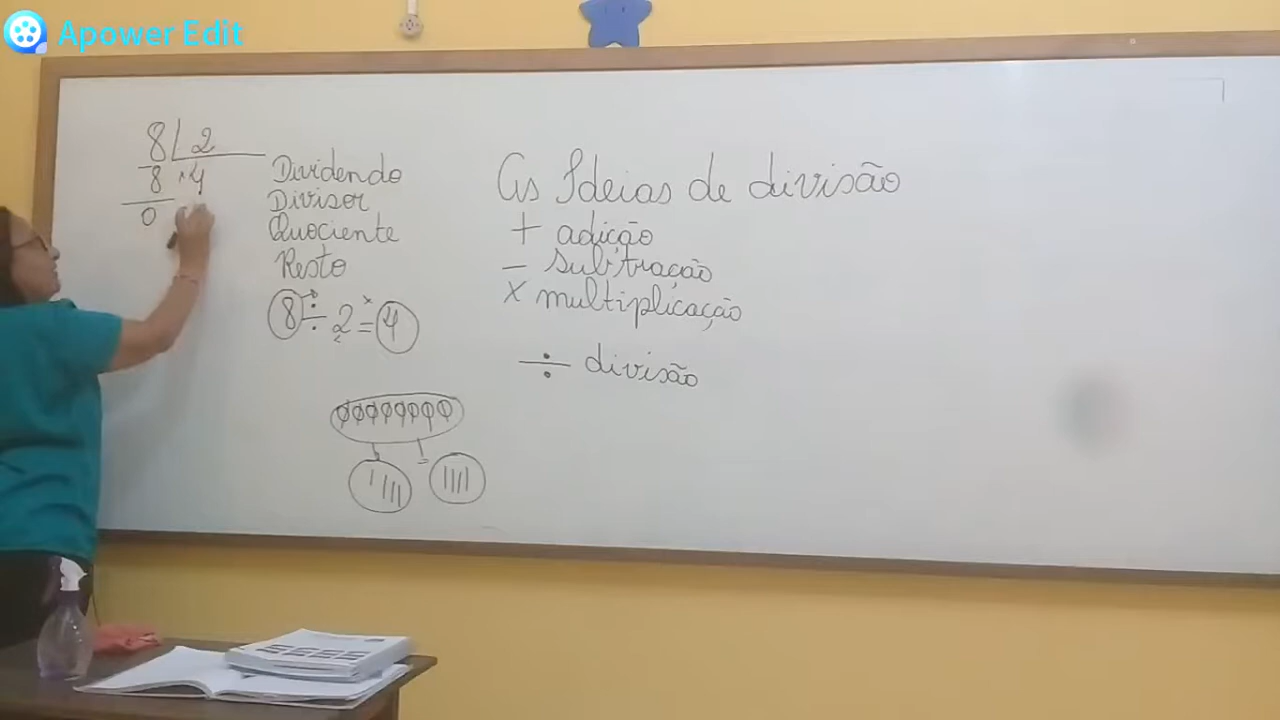 Apower Edit
8 | 2
- 8 × 4
0
Dividendo
Divisor
Quociente
Resto
8 ÷ 2 = 4
×
As Ideias de divisão
+ adição
- subtração
× multiplicação
÷ divisão